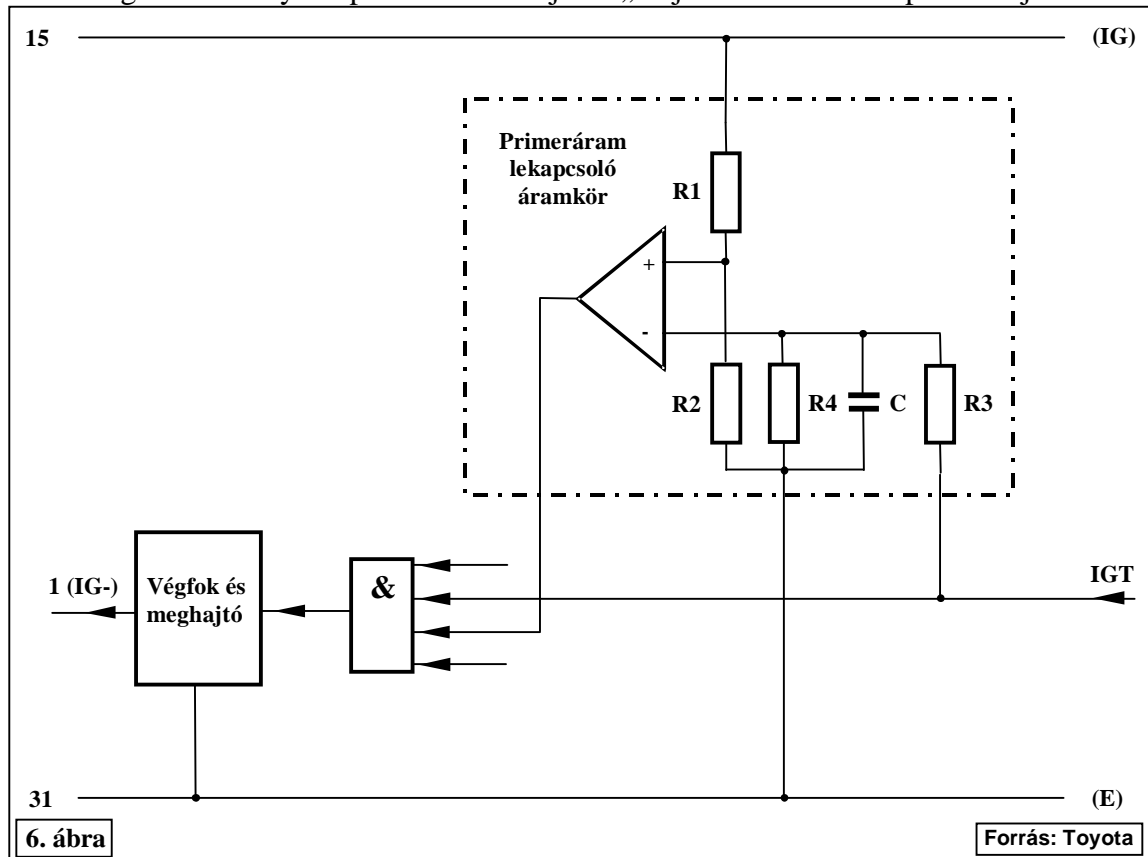 15
(IG)
Primeráram
lekapcsoló
áramkör
R1
+
-
R2
R4
C
R3
IGT
1 (IG-)
Végfok és
meghajtó
&
31
(E)
6. ábra
Forrás: Toyota